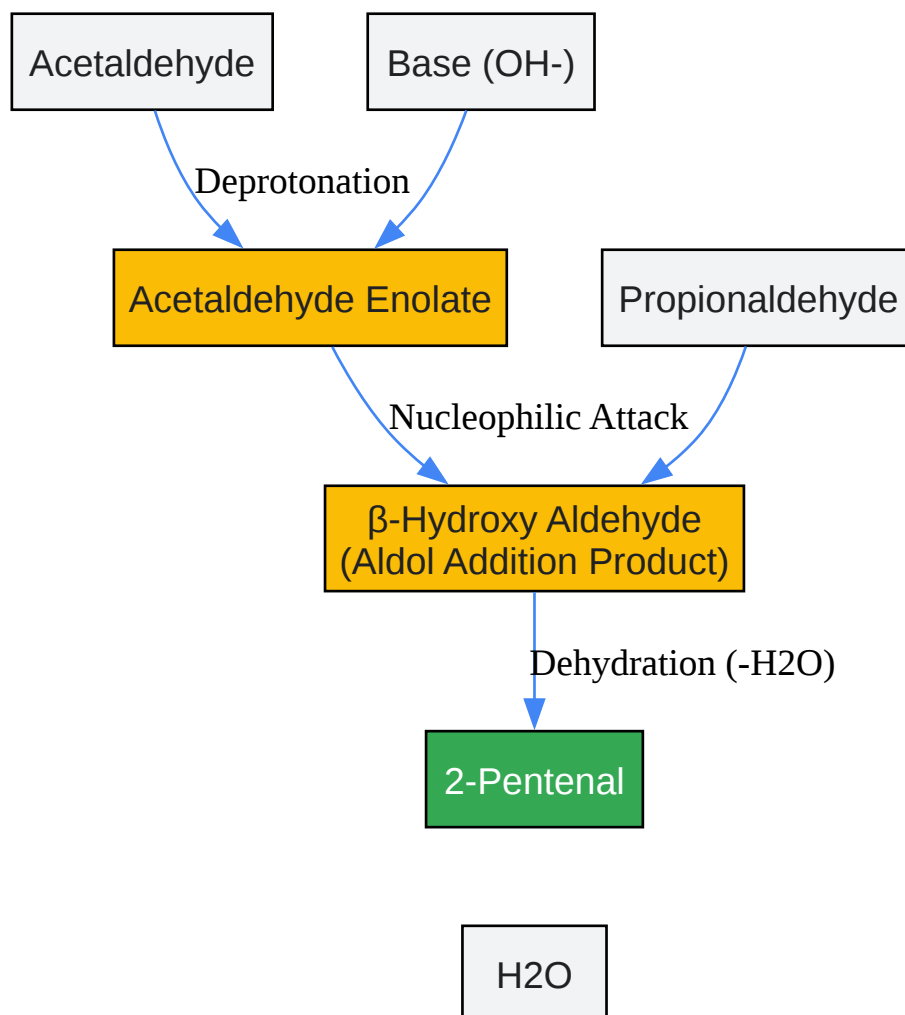 Acetaldehyde
Base (OH-)
Deprotonation
Acetaldehyde Enolate
Propionaldehyde
Nucleophilic Attack
β-Hydroxy Aldehyde
(Aldol Addition Product)
Dehydration (-H2O)
2-Pentenal
H2O